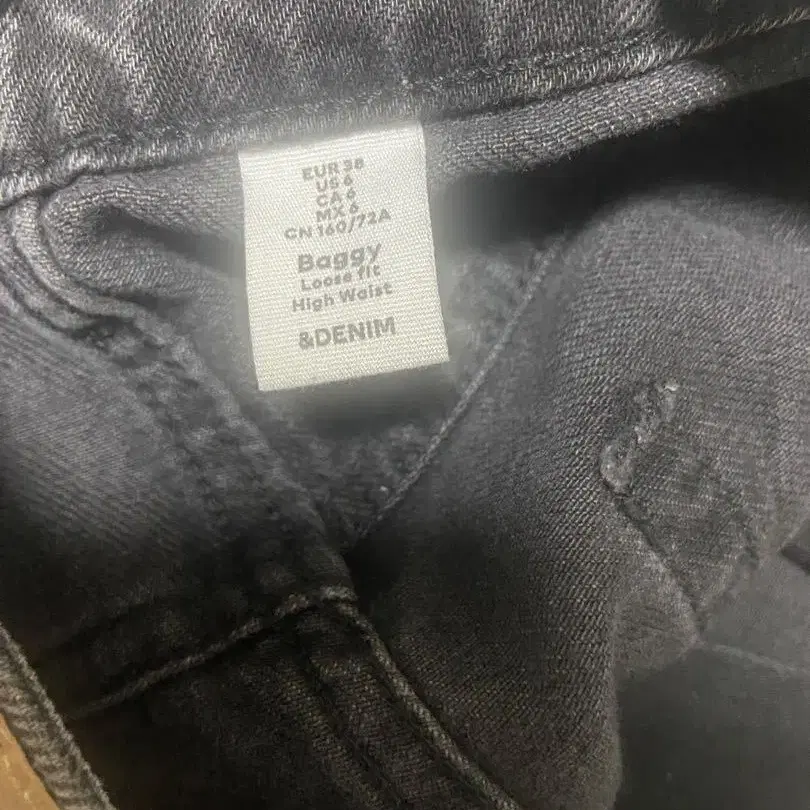 EUR 38
US 6
CA 6
MX 6
CN 160/72A
Baggy
Loose fit
High Waist
&DENIM